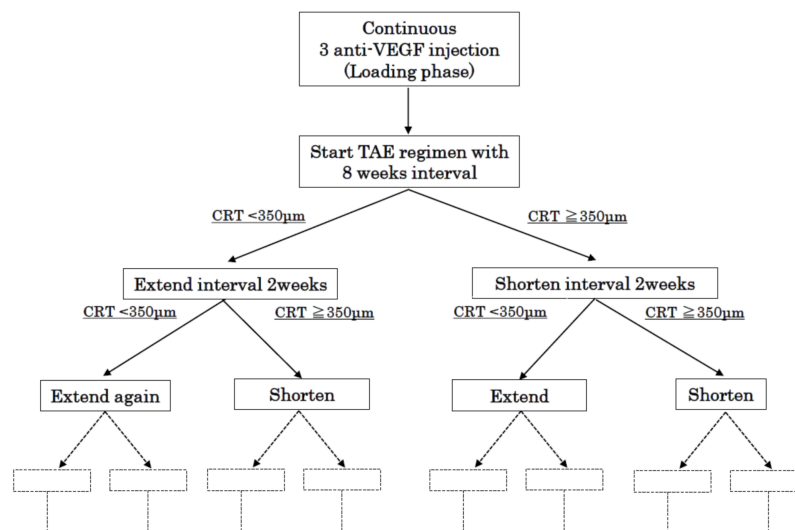 Continuous
3 anti-VEGF injection
(Loading phase)
Start TAE regimen with
8 weeks interval
CRT <350μm
CRT ≧350μm
Extend interval 2weeks
Shorten interval 2weeks
CRT <350μm
CRT ≧350μm
CRT <350μm
CRT ≧350μm
Extend again
Shorten
Extend
Shorten